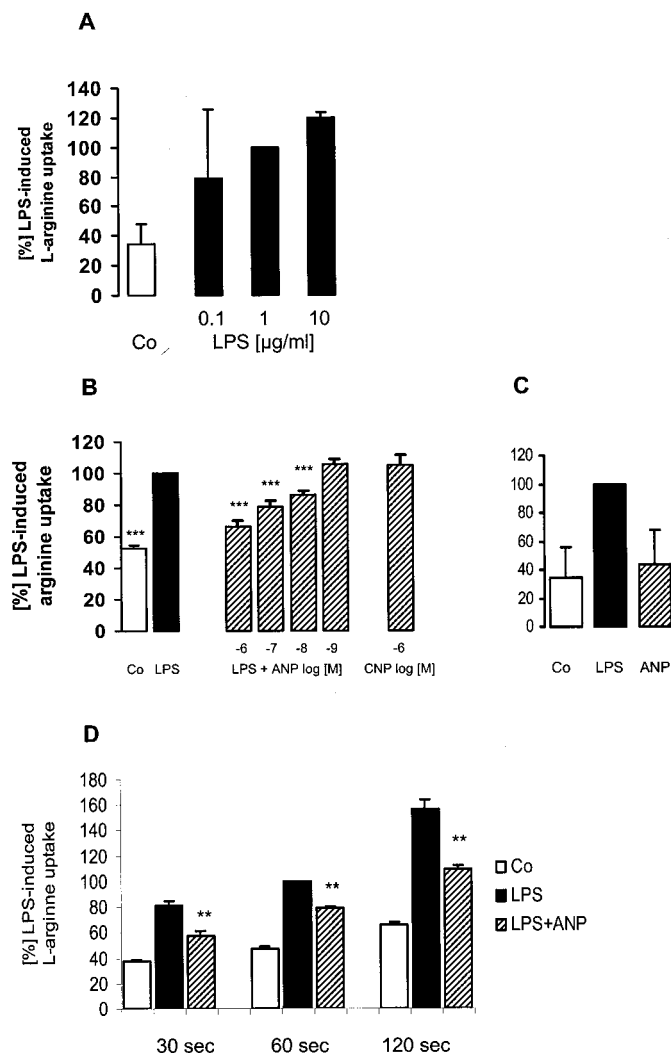 A
[%] LPS-induced
L-arginine uptake
140
120
100
80
60
40
20
0
0.1 1 10
Co LPS [µg/ml]
B
[%] LPS-induced
arginine uptake
120
100
80
60
40
20
0
*** *** *** ***
-6 -7 -8 -9 -6
Co LPS LPS + ANP log [M] CNP log [M]
C
120
100
80
60
40
20
0
Co LPS ANP
D
[%] LPS-induced
L-arginne uptake
180
160
140
120
100
80
60
40
20
0
** ** **
30 sec 60 sec 120 sec
Co
LPS
LPS+ANP